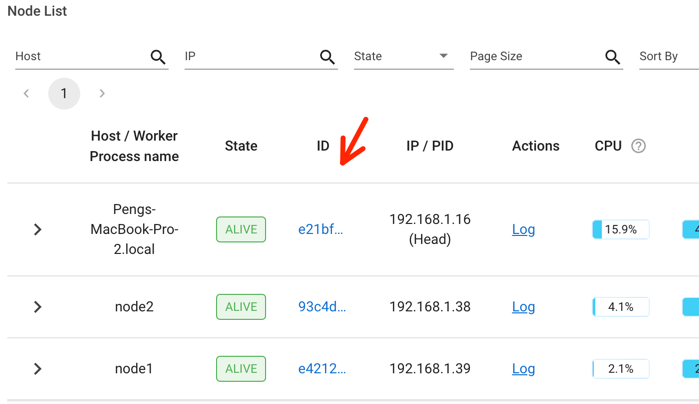 Node List
Host IP State Page Size Sort By
1
Host / Worker
Process name State ID IP / PID Actions CPU ?
Pengs-
MacBook-Pro-
2.local ALIVE e21bf... 192.168.1.16
(Head) Log 15.9% 4
node2 ALIVE 93c4d... 192.168.1.38 Log 4.1%
node1 ALIVE e4212... 192.168.1.39 Log 2.1% 2